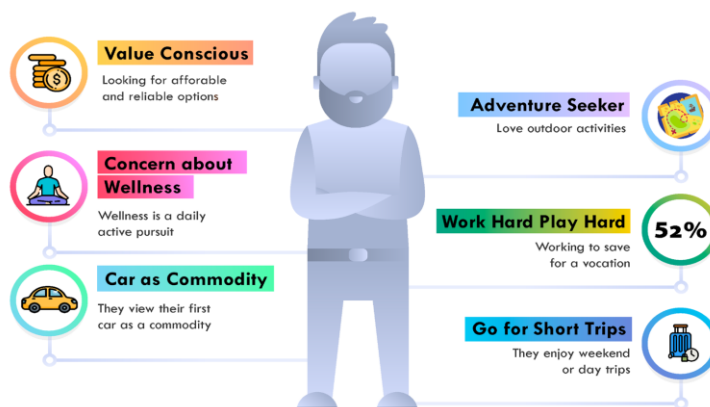 Value Conscious
Looking for afforable
and reliable options
Concern about
Wellness
Wellness is a daily
active pursuit
Car as Commodity
They view their first
car as a commodity
Adventure Seeker
Love outdoor activities
Work Hard Play Hard
Working to save
for a vocation
52%
Go for Short Trips
They enjoy weekend
or day trips